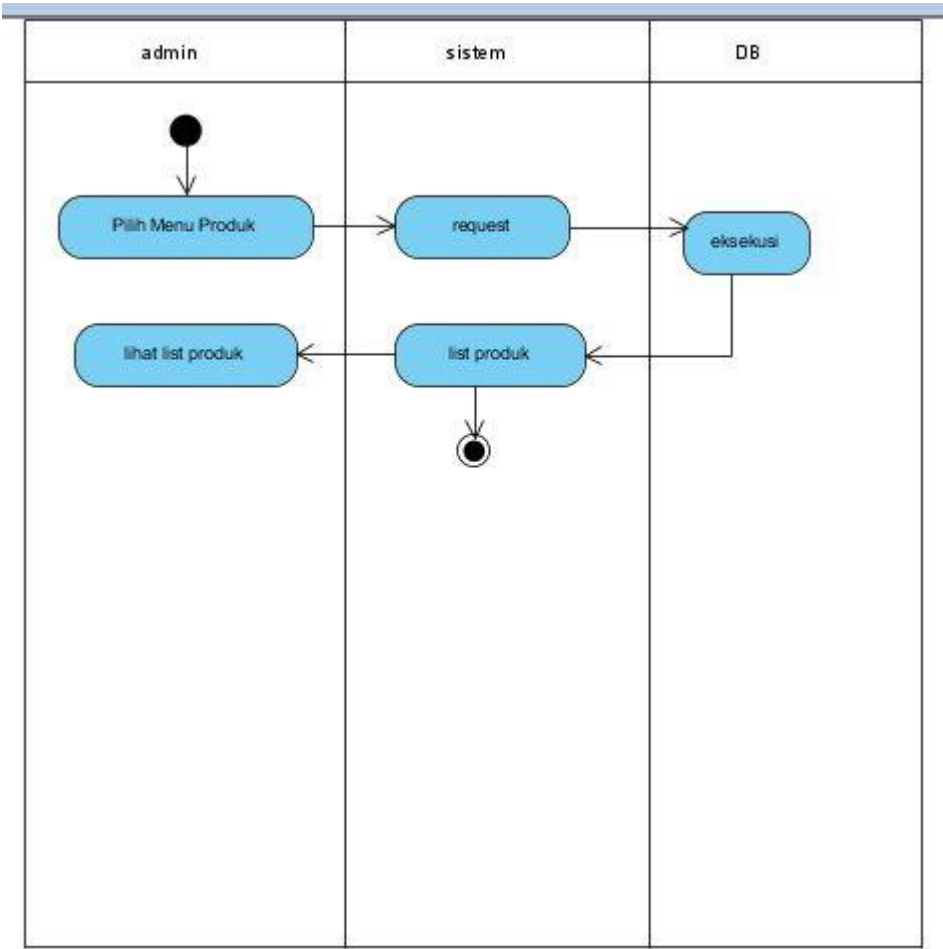 admin
sistem
DB
Pilih Menu Produk
request
eksekusi
lihat list produk
list produk